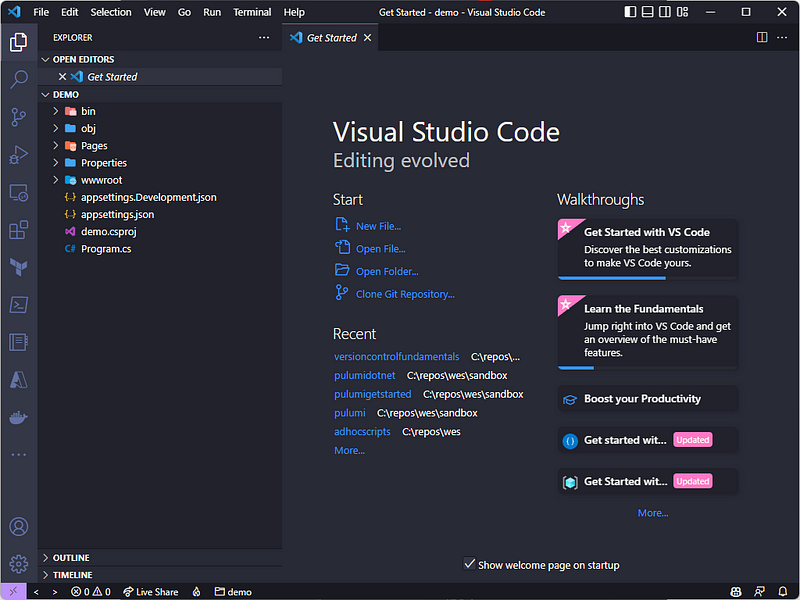 File Edit Selection View Go Run Terminal Help Get Started - demo - Visual Studio Code
EXPLORER
Get Started
OPEN EDITORS
Get Started
DEMO
bin
obj
Pages
Properties
wwwroot
appsettings.Development.json
appsettings.json
demo.csproj
C# Program.cs
OUTLINE
TIMELINE
Visual Studio Code
Editing evolved
Start
New File...
Open File...
Open Folder...
Clone Git Repository...
Recent
versioncontrolfundamentals C:\repos\...
pulumidotnet C:\repos\wes\sandbox
pulumigetstarted C:\repos\wes\sandbox
pulumi C:\repos\wes\sandbox
adhocscripts C:\repos\wes
More...
Walkthroughs
Get Started with VS Code
Discover the best customizations
to make VS Code yours.
Learn the Fundamentals
Jump right into VS Code and get
an overview of the must-have
features.
Boost your Productivity
Get started wit... Updated
Get Started wit... Updated
More...
Show welcome page on startup
0 0 Live Share demo